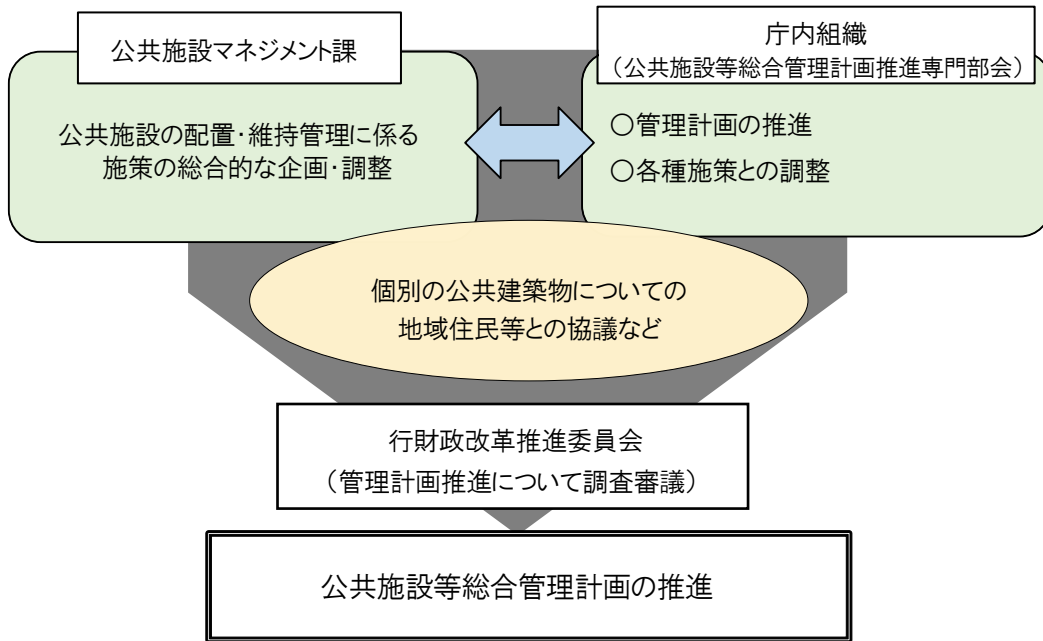 公共施設マネジメント課
公共施設の配置・維持管理に係る
施策の総合的な企画・調整
庁内組織
（公共施設等総合管理計画推進専門部会）
○管理計画の推進
○各種施策との調整
個別の公共建築物についての
地域住民等との協議など
行財政改革推進委員会
（管理計画推進について調査審議）
公共施設等総合管理計画の推進